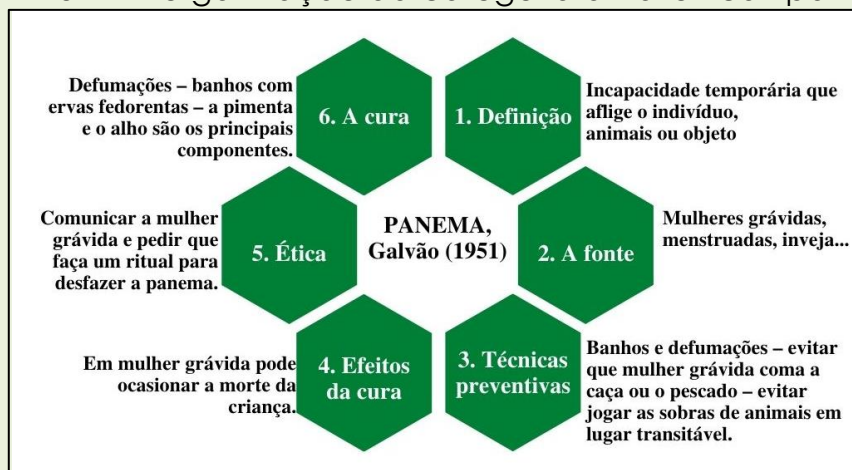 PANEMA,
Galvão (1951)
1. Definição
Incapacidade temporária que
aflige o indivíduo,
animais ou objeto
2. A fonte
Mulheres grávidas,
menstruadas, inveja...
3. Técnicas
preventivas
Banhos e defumações – evitar
que mulher grávida coma a
caça ou o pescado – evitar
jogar as sobras de animais em
lugar transitável.
4. Efeitos
da cura
Em mulher grávida pode
ocasionar a morte da
criança.
5. Ética
Comunicar a mulher
grávida e pedir que
faça um ritual para
desfazer a panema.
6. A cura
Defumações – banhos com
ervas fedorentas – a pimenta
e o alho são os principais
componentes.